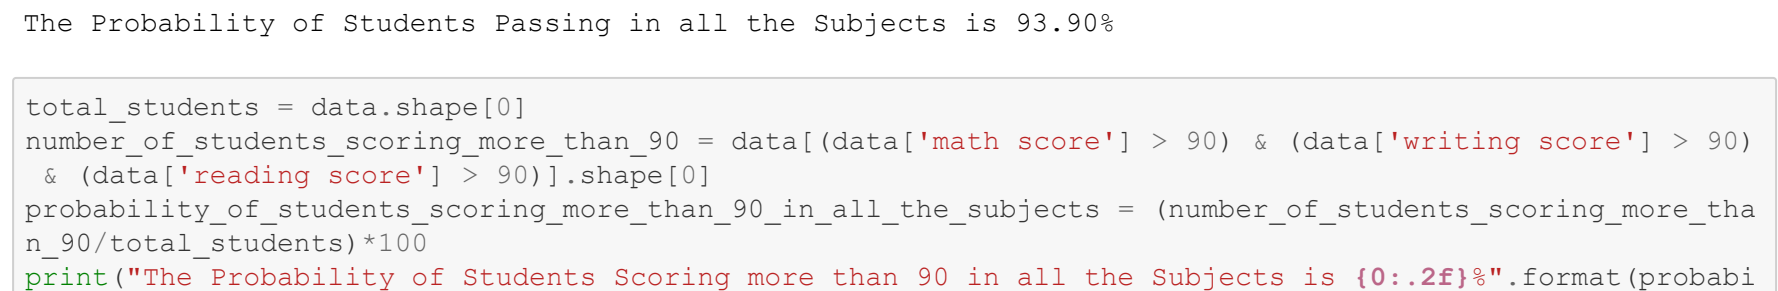 The Probability of Students Passing in all the Subjects is 93.90%
total_students = data.shape[0]
number_of_students_scoring_more_than_90 = data[(data['math score'] > 90) & (data['writing score'] > 90)
 & (data['reading score'] > 90)].shape[0]
probability_of_students_scoring_more_than_90_in_all_the_subjects = (number_of_students_scoring_more_tha
n_90/total_students)*100
print("The Probability of Students Scoring more than 90 in all the Subjects is {0:.2f}%".format(probabi